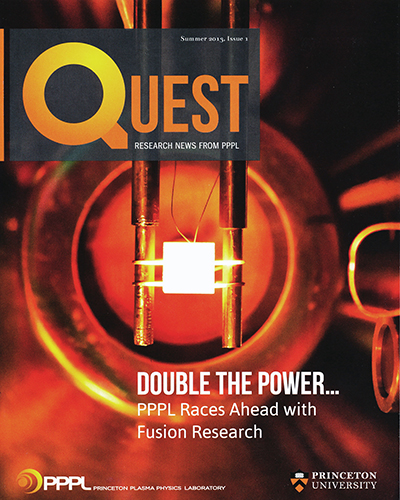 Summer 2013, Issue 1
QUEST
RESEARCH NEWS FROM PPPL
DOUBLE THE POWER...
PPPL Races Ahead with
Fusion Research
PPPL PRINCETON PLASMA PHYSICS LABORATORY
PRINCETON
UNIVERSITY